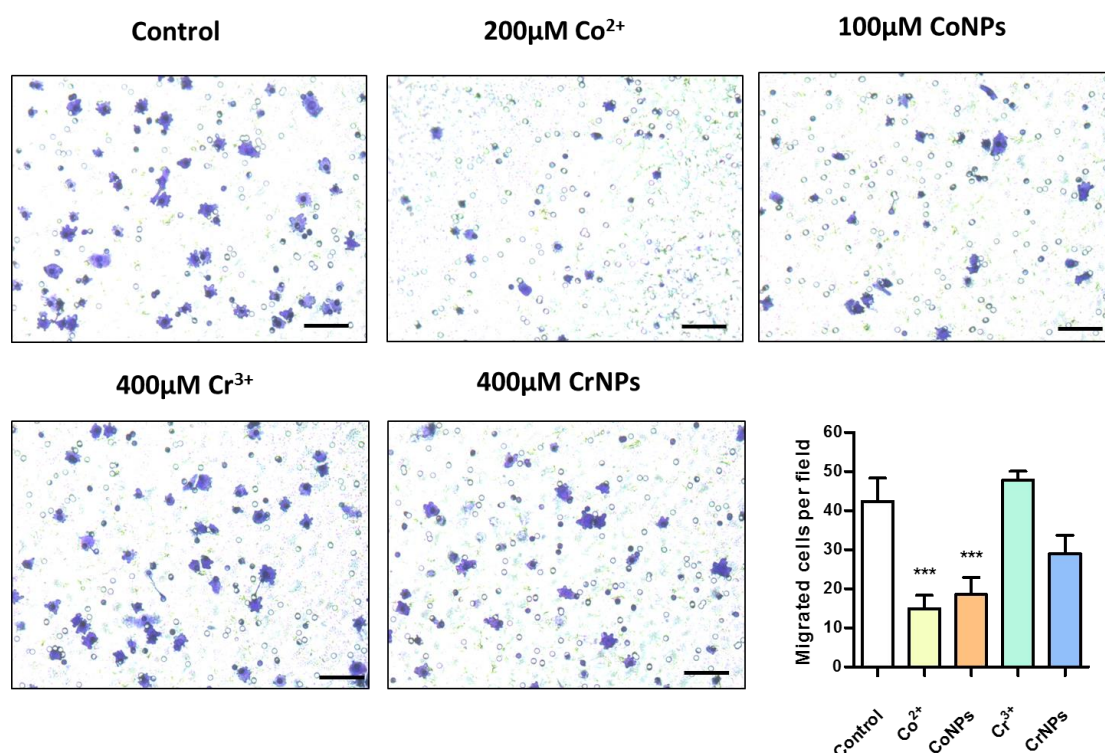 Control
200μM Co²⁺
100μM CoNPs
400μM Cr³⁺
400μM CrNPs
Migrated cells per field
60
50
40
30
20
10
0
***
***
Control
Co²⁺
CoNPs
Cr³⁺
CrNPs